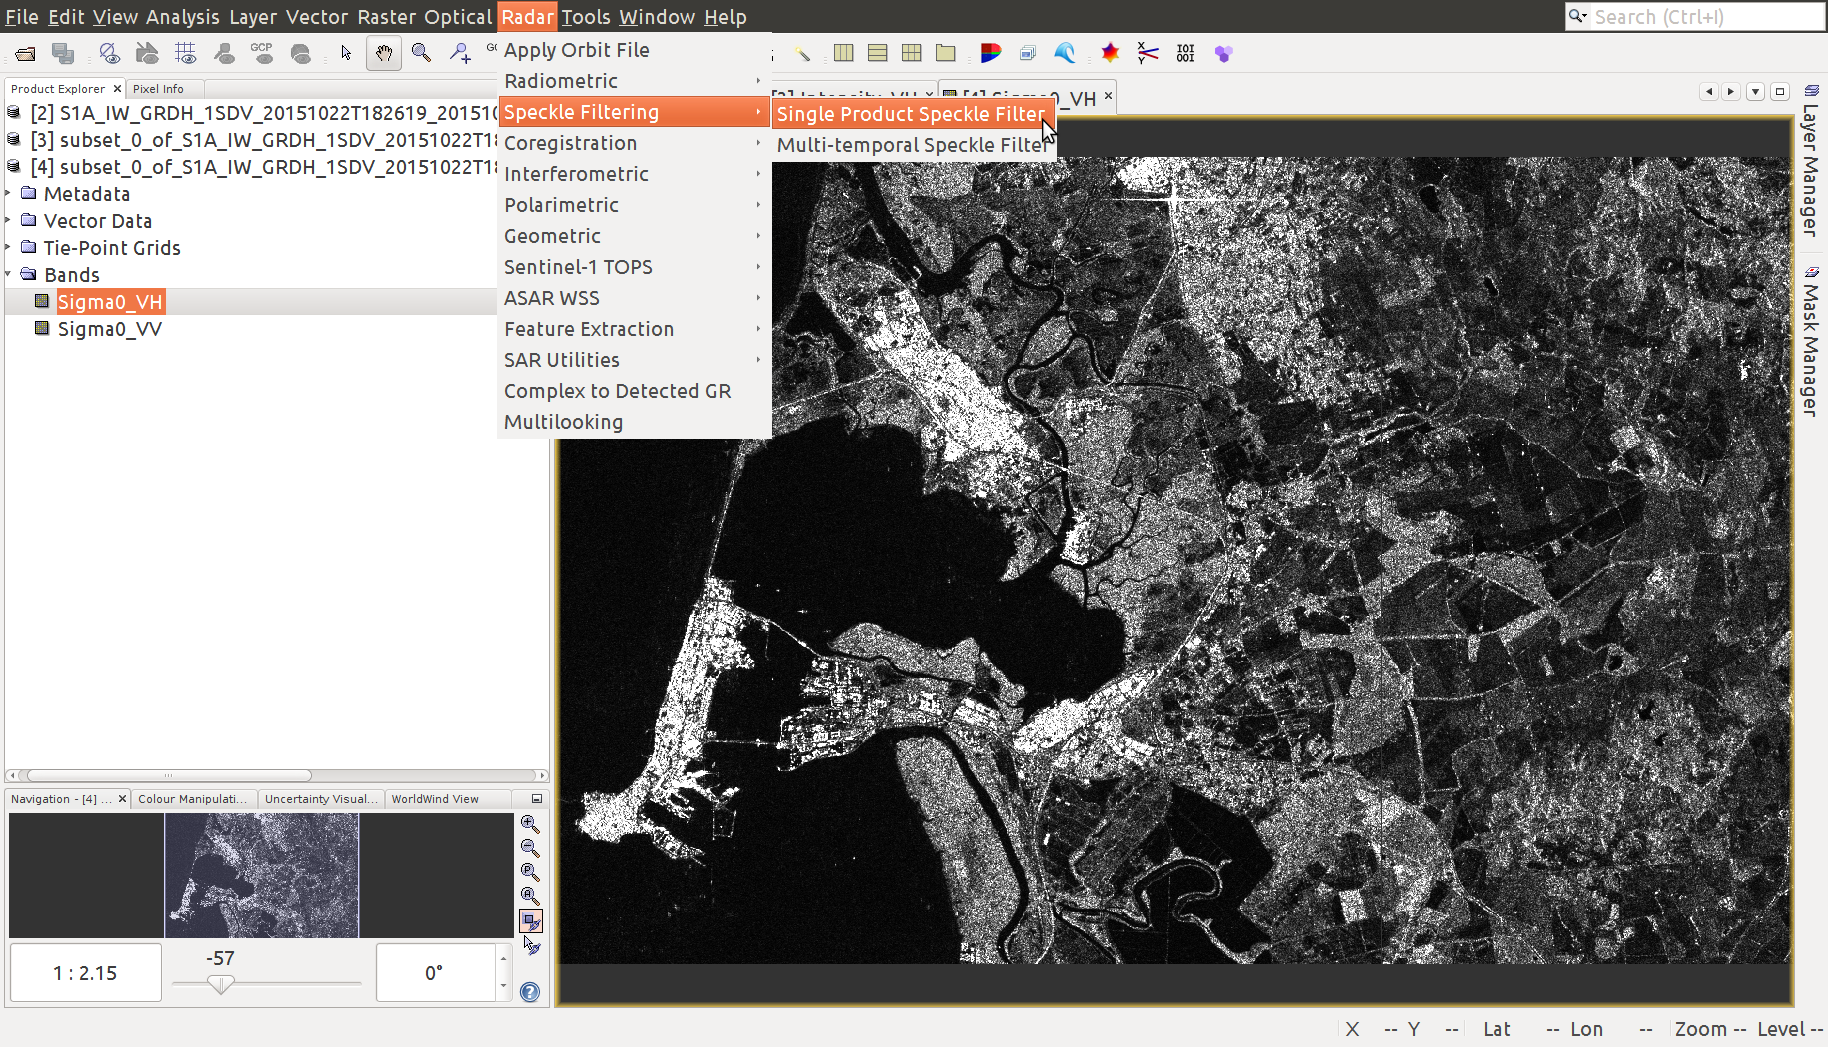 File Edit View Analysis Layer Vector Raster Optical Radar Tools Window Help
Search (Ctrl+I)
GCP
Product Explorer
Pixel Info
[2] S1A_IW_GRDH_1SDV_20151022T182619_20151
[3] subset_0_of_S1A_IW_GRDH_1SDV_20151022T1
[4] subset_0_of_S1A_IW_GRDH_1SDV_20151022T1
Metadata
Vector Data
Tie-Point Grids
Bands
Sigma0_VH
Sigma0_VV
Apply Orbit File
Radiometric
Speckle Filtering
Coregistration
Interferometric
Polarimetric
Geometric
Sentinel-1 TOPS
ASAR WSS
Feature Extraction
SAR Utilities
Complex to Detected GR
Multilooking
Single Product Speckle Filter
Multi-temporal Speckle Filter
Layer Manager
Mask Manager
Navigation - [4] ...
Colour Manipulati...
Uncertainty Visual...
WorldWind View
1 : 2.15
-57
0°
X -- Y -- Lat -- Lon -- Zoom -- Level --